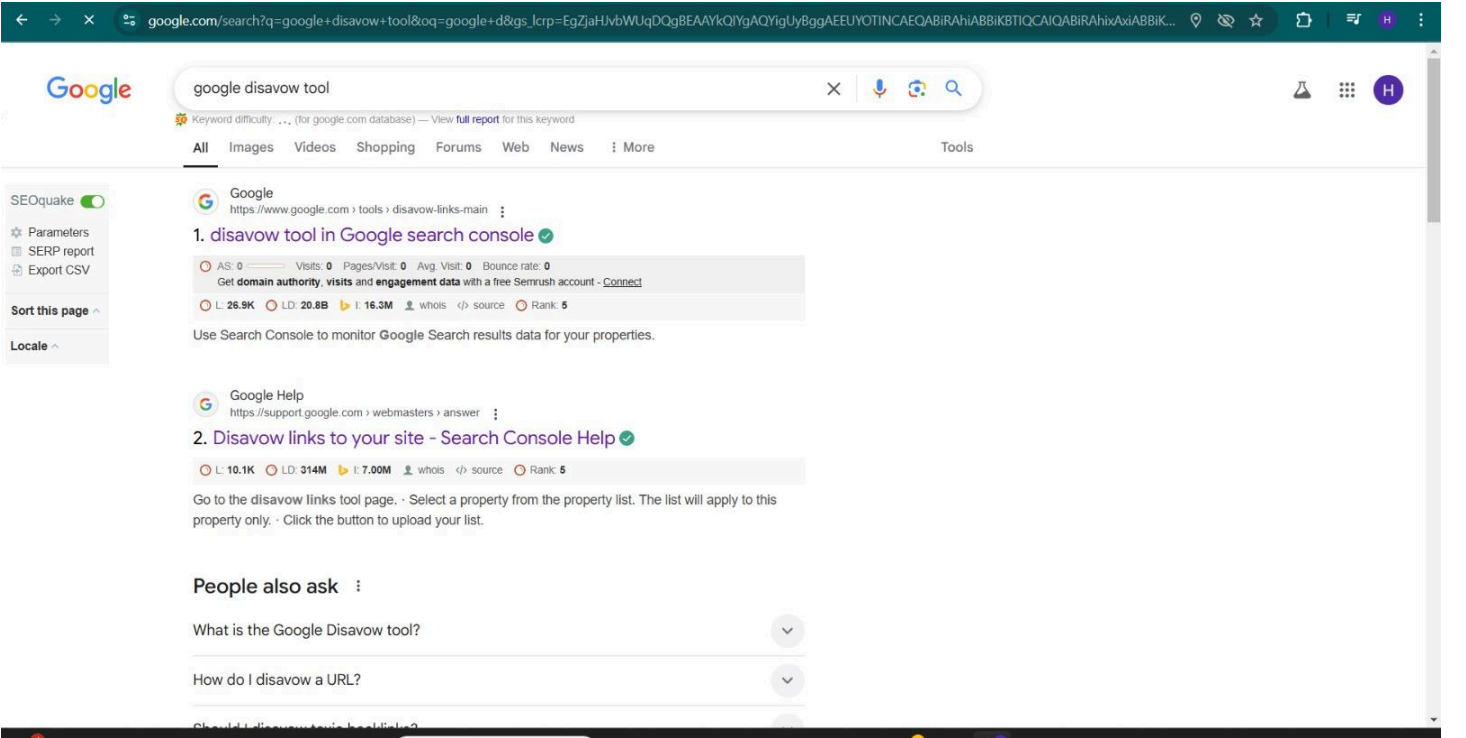 google.com/search?q=google+disavow+tool&oq=google+d&gs_lcrp=EgZjaHJvbWUqDQgBEAAYkQIYgAQYigUyBggAEEUYOTINCAEQABiRAhiABBiKBTIQCAIQABiRAhixAxiABBiK...
H
Google
google disavow tool
H
Keyword difficulty: ... (for google.com database) — View full report for this keyword
All Images Videos Shopping Forums Web News More Tools
SEOquake
Parameters
SERP report
Export CSV
Sort this page
Locale
Google
https://www.google.com › tools › disavow-links-main
1. disavow tool in Google search console
AS: 0 Visits: 0 Pages/Visit: 0 Avg. Visit: 0 Bounce rate: 0
Get domain authority, visits and engagement data with a free Semrush account - Connect
L: 26.9K LD: 20.8B I: 16.3M whois </> source Rank: 5
Use Search Console to monitor Google Search results data for your properties.
Google Help
https://support.google.com › webmasters › answer
2. Disavow links to your site - Search Console Help
L: 10.1K LD: 314M I: 7.00M whois </> source Rank: 5
Go to the disavow links tool page. · Select a property from the property list. The list will apply to this
property only. · Click the button to upload your list.
People also ask
What is the Google Disavow tool?
How do I disavow a URL?
Should I disavow toxic backlinks?